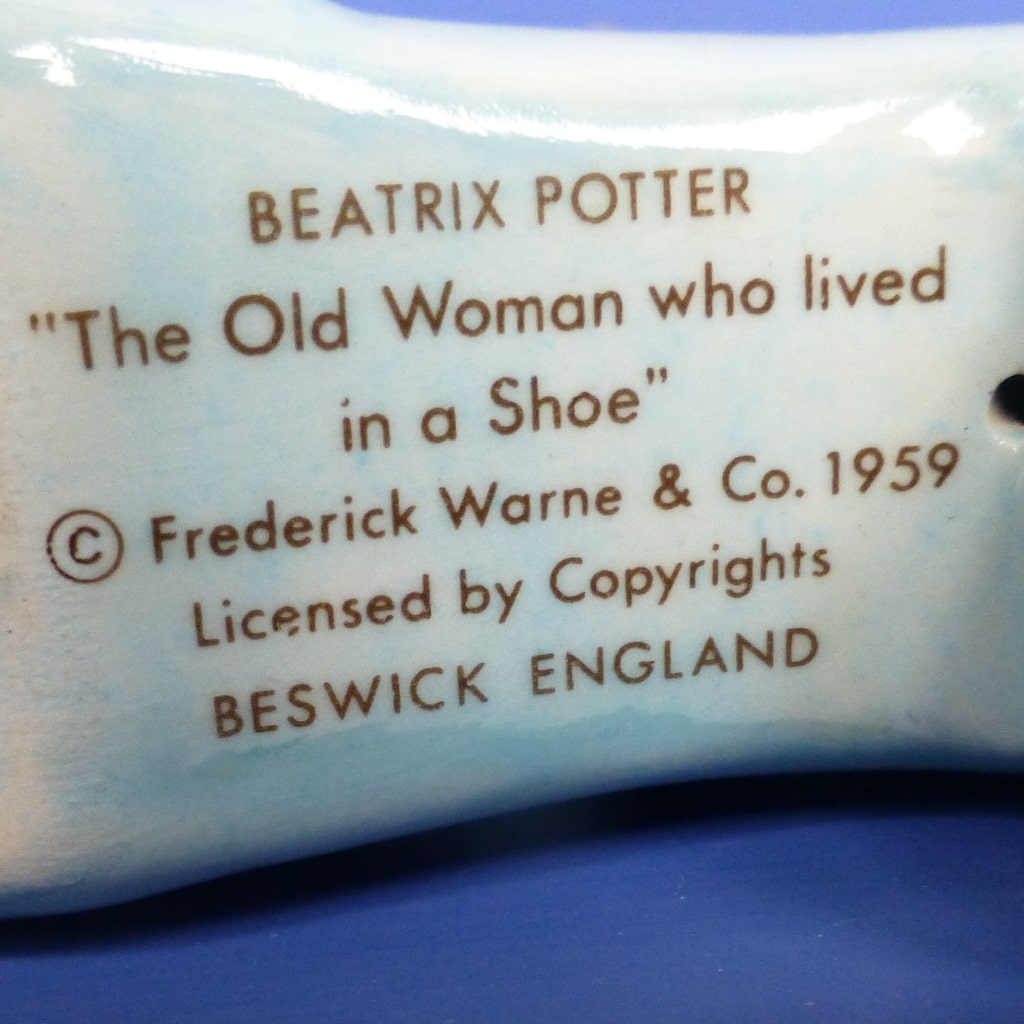 BEATRIX POTTER
"The Old Woman who lived
in a Shoe"
© Frederick Warne & Co. 1959
Licensed by Copyrights
BESWICK ENGLAND